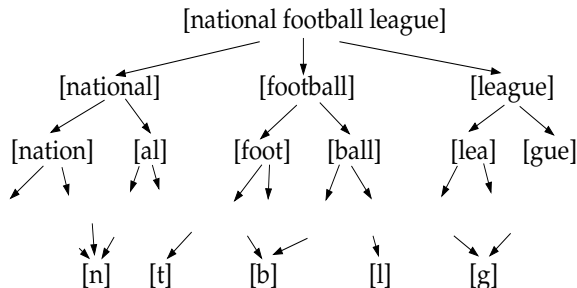 [national football league]
[national] [football] [league]
[nation] [al] [foot] [ball] [lea] [gue]
[n] [t] [b] [l] [g]